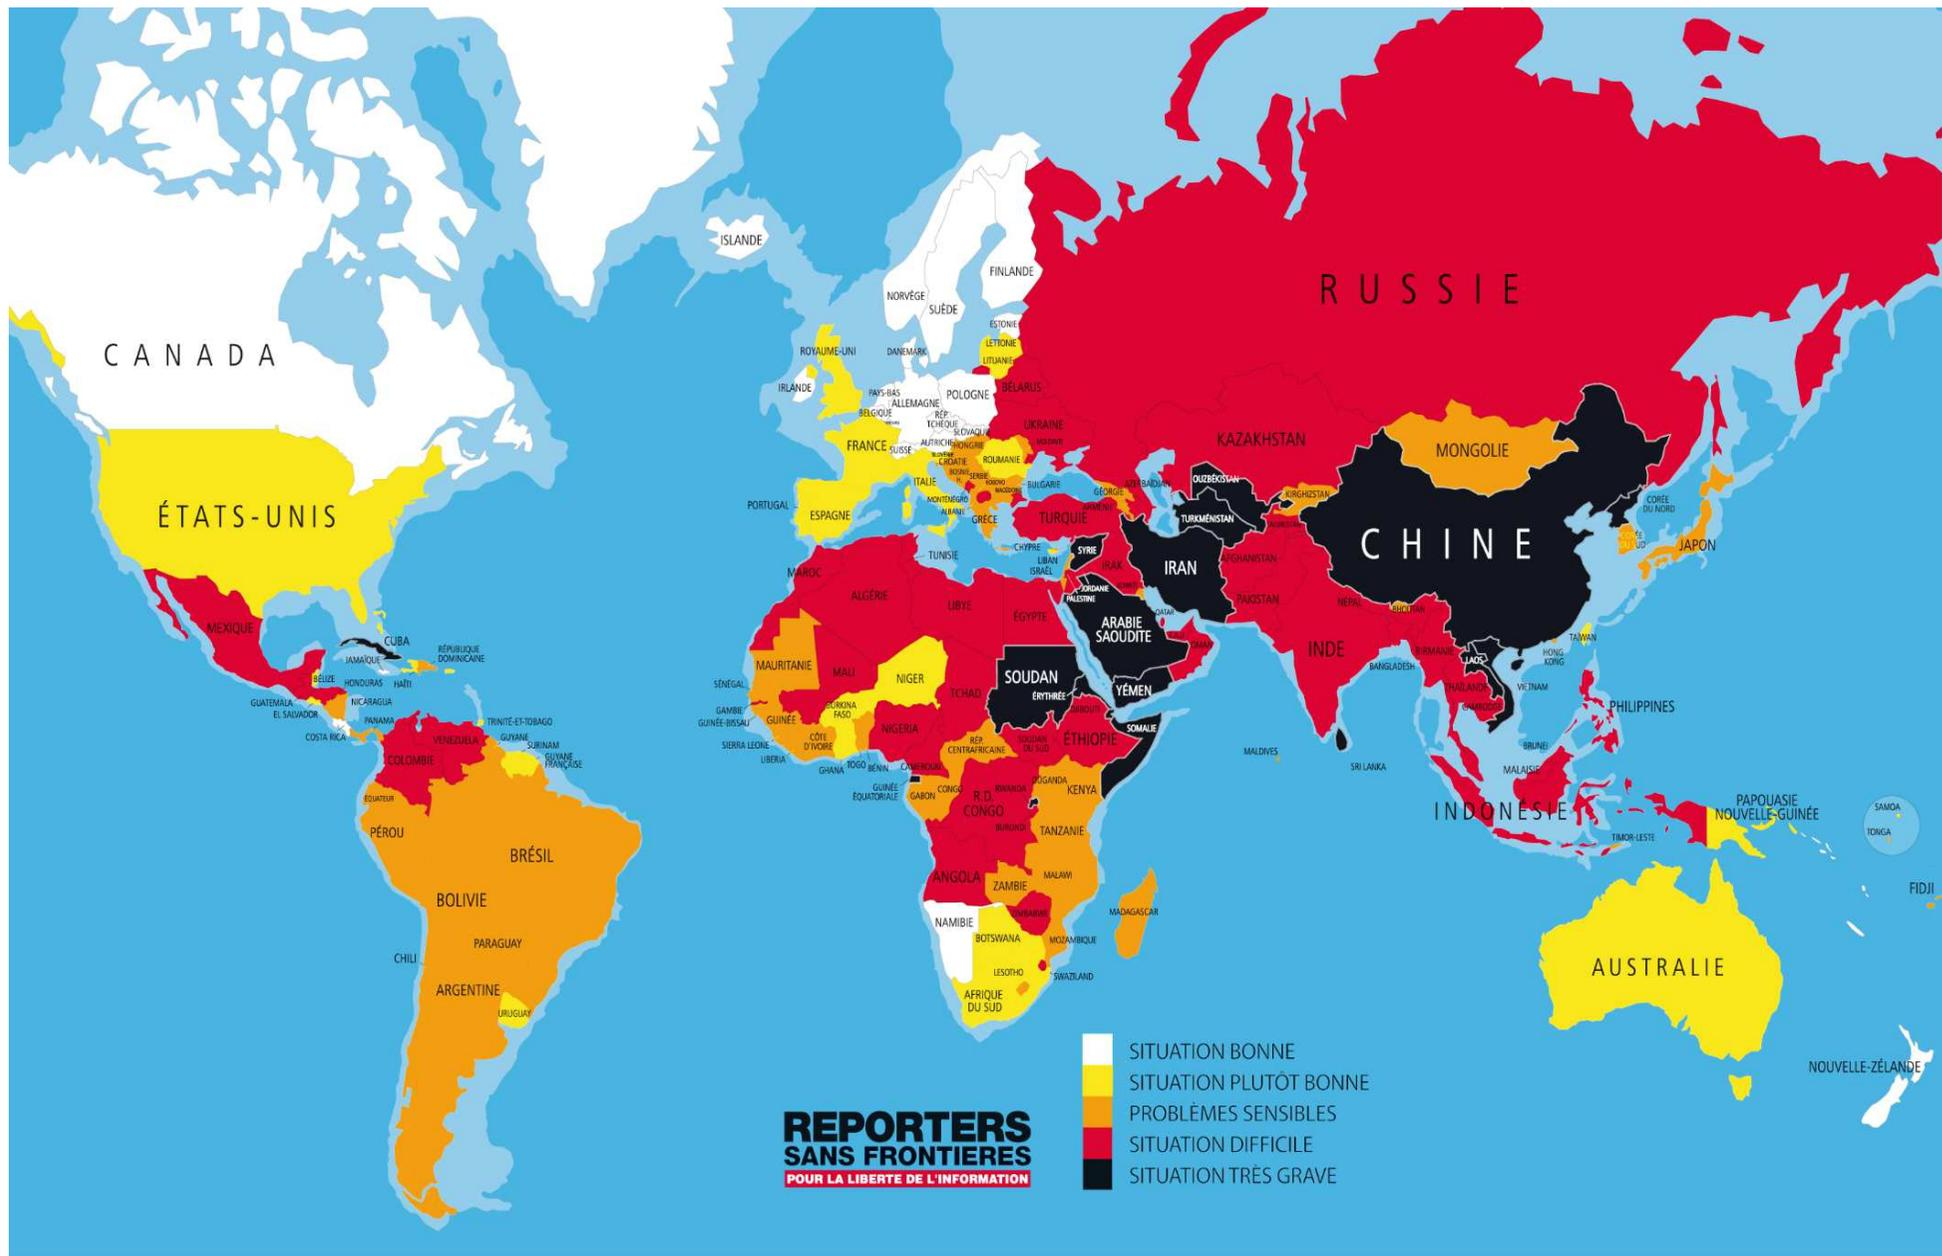 ISLANDE
FINLANDE
NORVÈGE
SUÈDE
RUSSIE
CANADA
ESTONIE
LETTONIE
LITUANIE
ROYAUME-UNI
DANEMARK
IRLANDE
PAYS-BAS
ALLEMAGNE
POLOGNE
BÉLARUS
BELGIQUE
RÉP.
TCHÈQUE
SLOVAQUIE
UKRAINE
FRANCE
SUISSE
AUTRICHE
HONGRIE
KAZAKHSTAN
MONGOLIE
CROATIE
ROUMANIE
BOSNIE
H.
SERBIE
KOSOVO
ITALIE
BULGARIE
MONTÉNÉGRO
ALBANIE
GRÈCE
GÉORGIE
ARMÉNIE
AZERBAÏDJAN
OUZBÉKISTAN
KIRGHIZSTAN
TURKMÉNISTAN
CORÉE
DU NORD
PORTUGAL
ESPAGNE
TURQUIE
ÉTATS-UNIS
CHINE
JAPON
TUNISIE
CHYPRE
LIBAN
ISRAËL
SYRIE
IRAK
IRAN
AFGHANISTAN
MAROC
ALGÉRIE
LIBYE
ÉGYPTE
JORDANIE
PALESTINE
PAKISTAN
NÉPAL
BHOUTAN
QATAR
ARABIE
SAOUDITE
OMAN
INDE
BANGLADESH
BIRMANIE
LAOS
TAÏWAN
HONG
KONG
MEXIQUE
CUBA
RÉPUBLIQUE
DOMINICAINE
JAMAÏQUE
BÉLIZE
HONDURAS
HAÏTI
GUATEMALA
EL SALVADOR
NICARAGUA
COSTA RICA
PANAMA
TRINITÉ-ET-TOBAGO
GUYANE
SURINAM
GUYANE
FRANÇAISE
VENEZUELA
COLOMBIE
ÉQUATEUR
PÉROU
BRÉSIL
BOLIVIE
PARAGUAY
CHILI
ARGENTINE
URUGUAY
MAURITANIE
MALI
NIGER
TCHAD
SOUDAN
ÉRYTHRÉE
YÉMEN
DJIBOUTI
SOMALIE
SÉNÉGAL
GAMBIE
GUINÉE-BISSAU
GUINÉE
SIERRA LEONE
LIBERIA
CÔTE
D'IVOIRE
BURKINA
FASO
GHANA
TOGO
BÉNIN
NIGERIA
CAMEROUN
RÉP.
CENTRAFRICAINE
SOUDAN
DU SUD
ÉTHIOPIE
GUINÉE
ÉQUATORIALE
GABON
CONGO
R.D.
CONGO
RWANDA
BURUNDI
OUGANDA
KENYA
TANZANIE
ANGOLA
ZAMBIE
MALAWI
ZIMBABWE
MOZAMBIQUE
MADAGASCAR
NAMIBIE
BOTSWANA
LESOTHO
SWAZILAND
AFRIQUE
DU SUD
THAÏLANDE
CAMBODGE
VIETNAM
PHILIPPINES
MALDIVES
SRI LANKA
BRUNEI
MALAISIE
INDONÉSIE
TIMOR-LESTE
PAPOUASIE
NOUVELLE-GUINÉE
SAMOA
TONGA
FIDJI
AUSTRALIE
NOUVELLE-ZÉLANDE
SITUATION BONNE
SITUATION PLUTÔT BONNE
PROBLÈMES SENSIBLES
SITUATION DIFFICILE
SITUATION TRÈS GRAVE
REPORTERS
SANS FRONTIERES
POUR LA LIBERTE DE L'INFORMATION